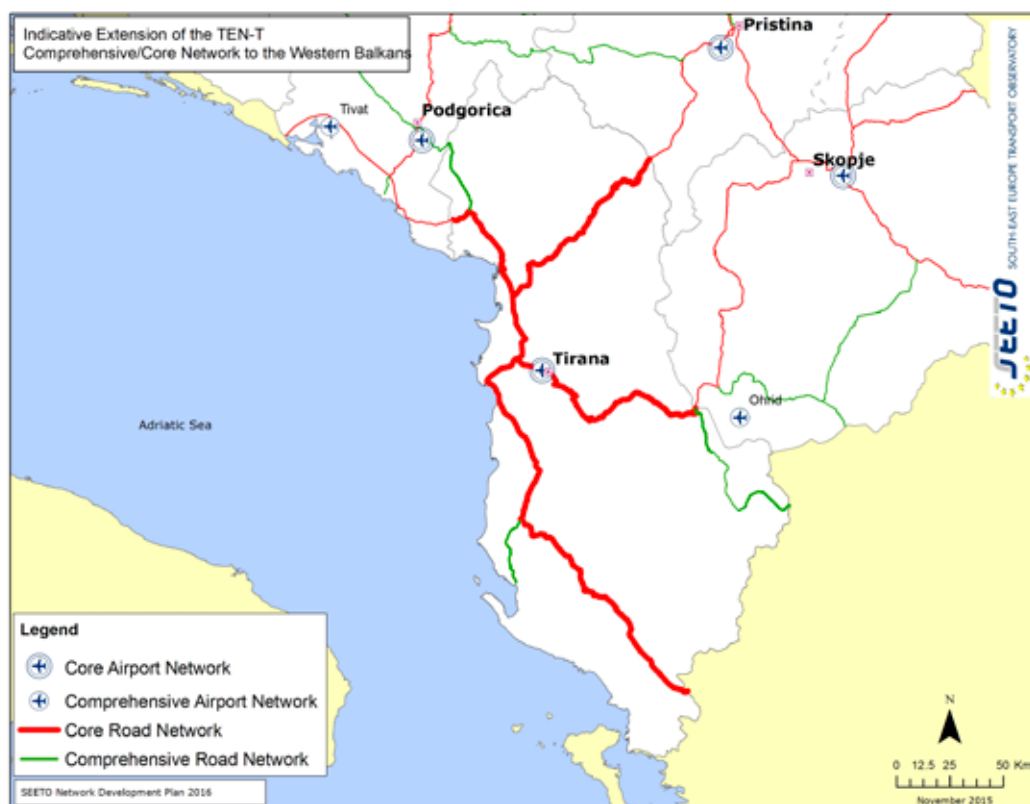 Indicative Extension of the TEN-T
Comprehensive/Core Network to the Western Balkans
Pristina
Tivat
Podgorica
Skopje
SOUTH-EAST EUROPE TRANSPORT OBSERVATORY
SEETO
Tirana
Ohrid
Adriatic Sea
Legend
Core Airport Network
Comprehensive Airport Network
Core Road Network
Comprehensive Road Network
SEETO Network Development Plan 2016
N
0 12.5 25 50 Km
November 2015